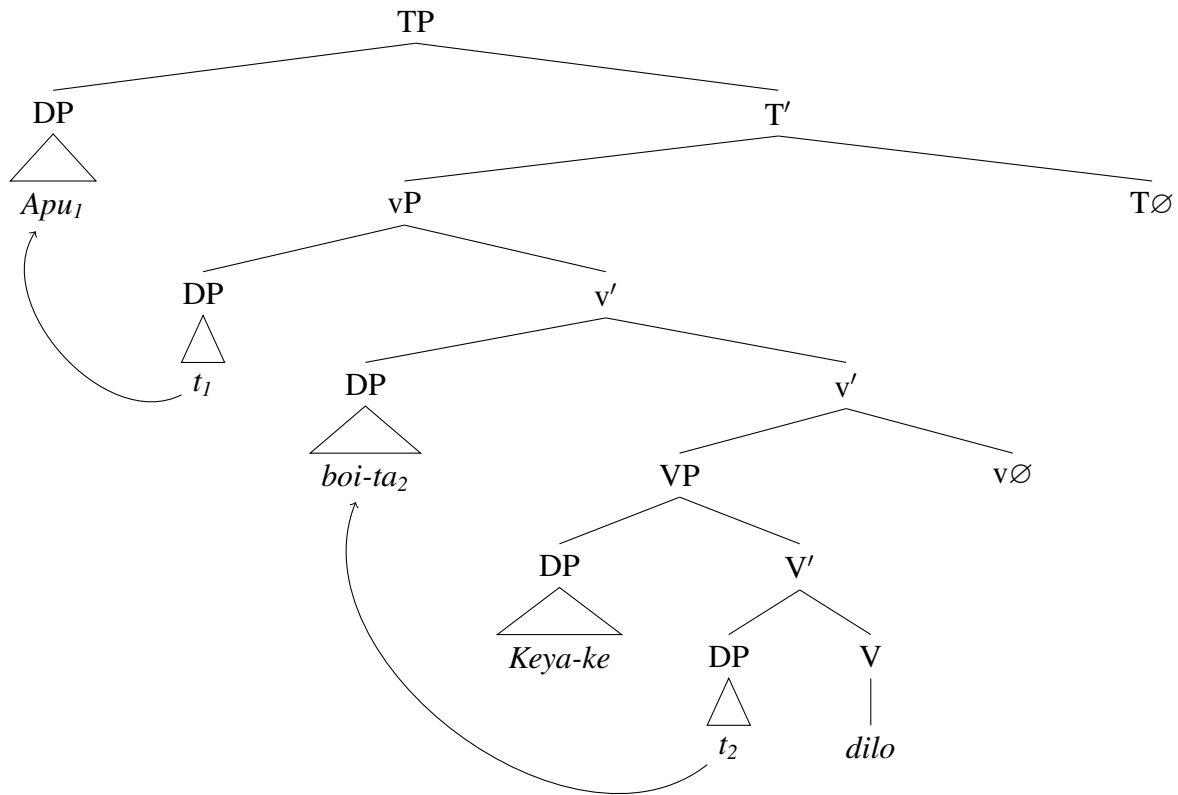 TP
DP T′
Apu₁ vP T∅
DP v′
t₁ DP v′
boi-ta₂ VP v∅
DP V′
Keya-ke DP V
t₂ dilo